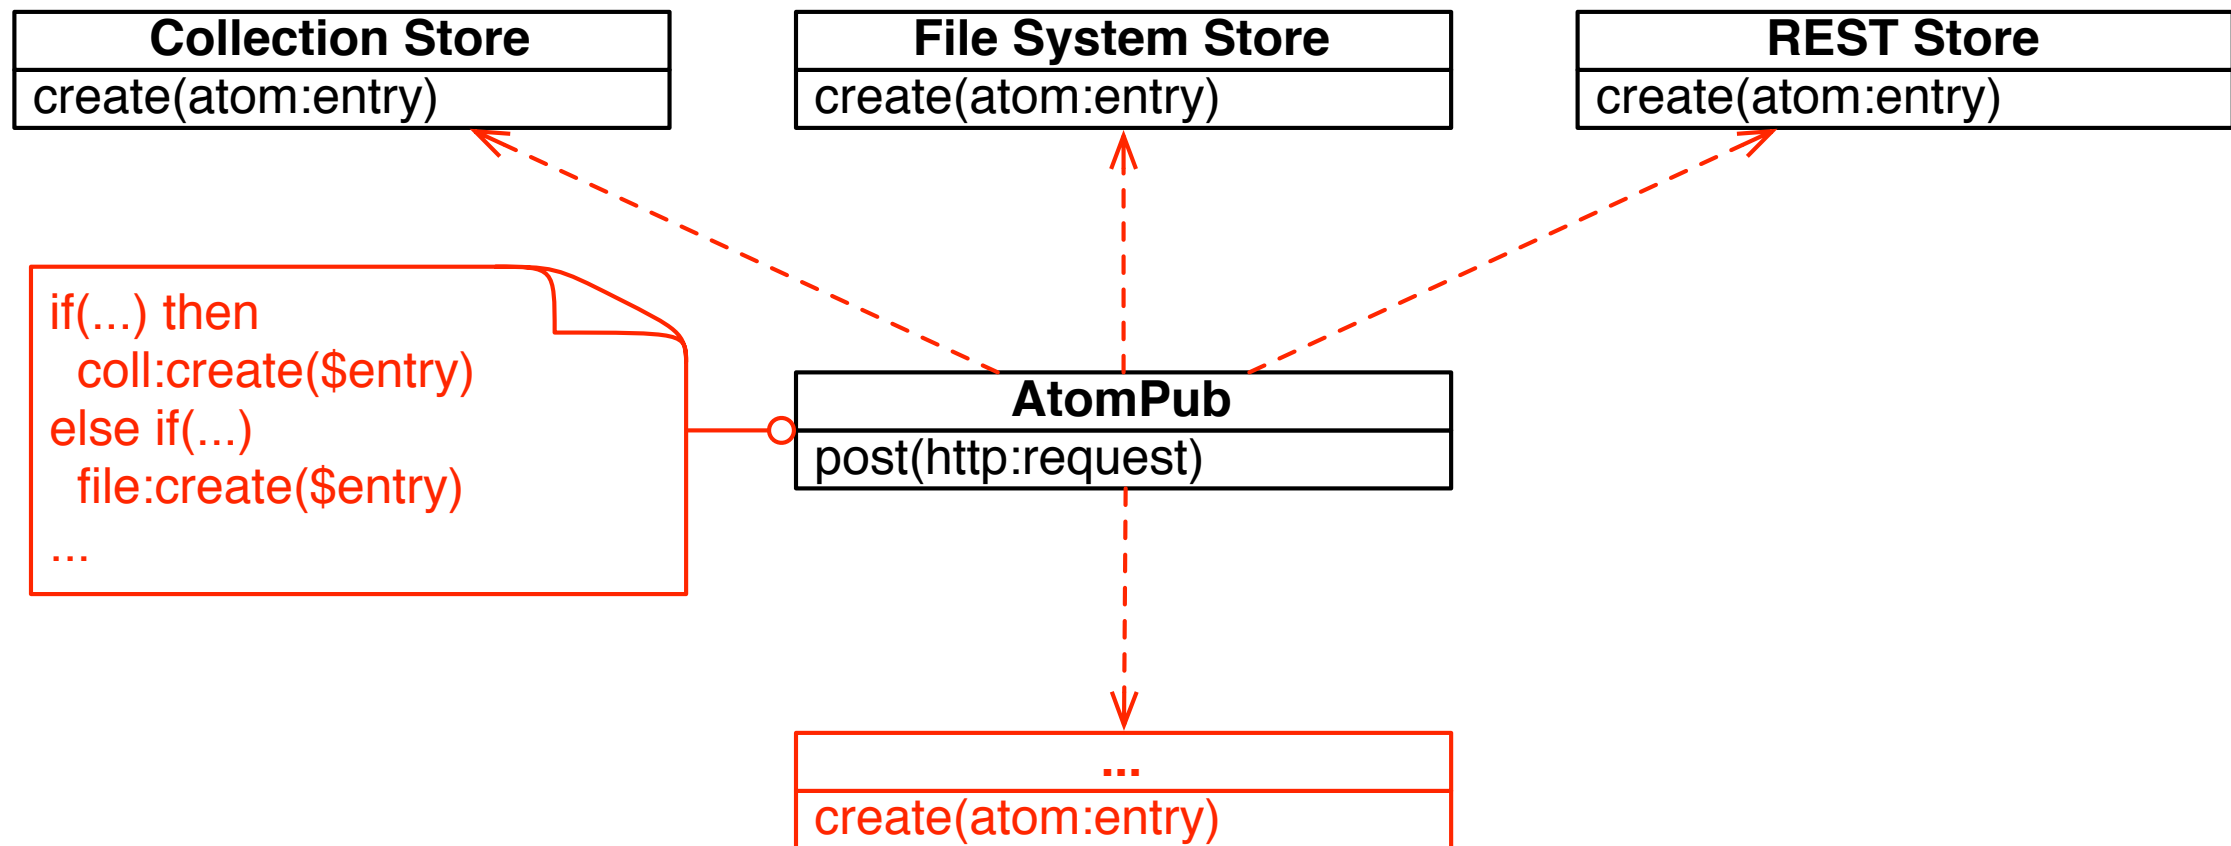 Collection Store
create(atom:entry)
File System Store
create(atom:entry)
REST Store
create(atom:entry)
if(...) then
coll:create($entry)
else if(...)
file:create($entry)
...
AtomPub
post(http:request)
...
create(atom:entry)